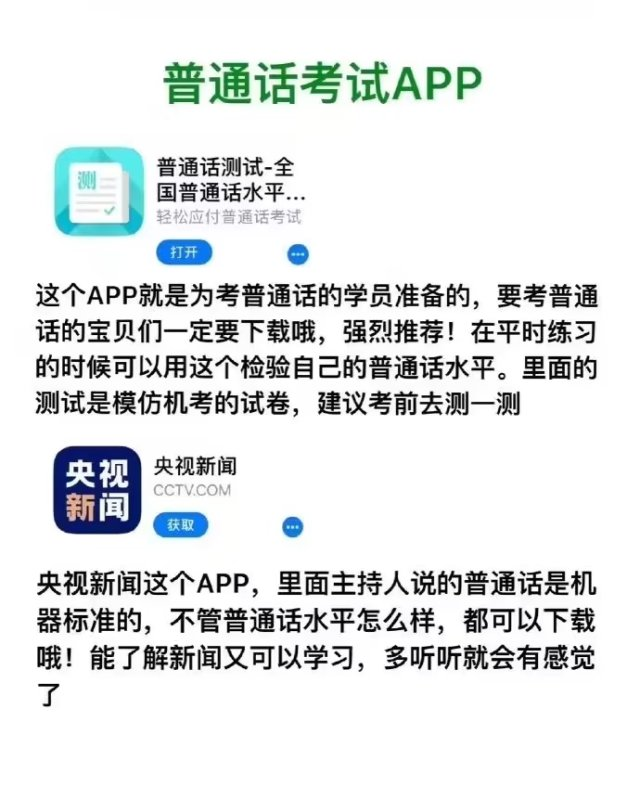 普通话考试APP
测
普通话测试-全
国普通话水平...
轻松应付普通话考试
打开
这个APP就是为考普通话的学员准备的，要考普通
话的宝贝们一定要下载哦，强烈推荐！在平时练习
的时候可以用这个检验自己的普通话水平。里面的
测试是模仿机考的试卷，建议考前去测一测
央视
新闻
央视新闻
CCTV.COM
获取
央视新闻这个APP，里面主持人说的普通话是机
器标准的，不管普通话水平怎么样，都可以下载
哦！能了解新闻又可以学习，多听听就会有感觉
了